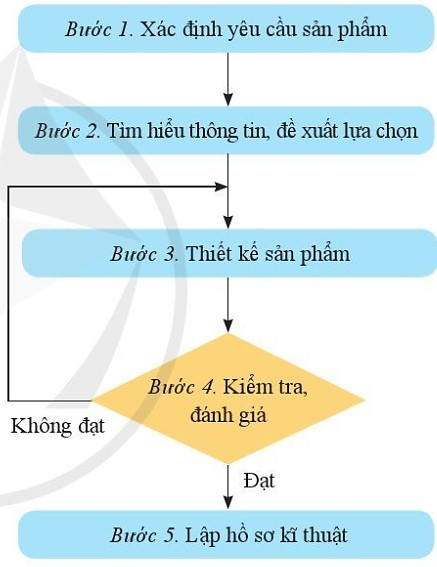 Bước 1. Xác định yêu cầu sản phẩm
Bước 2. Tìm hiểu thông tin, đề xuất lựa chọn
Bước 3. Thiết kế sản phẩm
Bước 4. Kiểm tra,
đánh giá
Không đạt
Đạt
Bước 5. Lập hồ sơ kĩ thuật